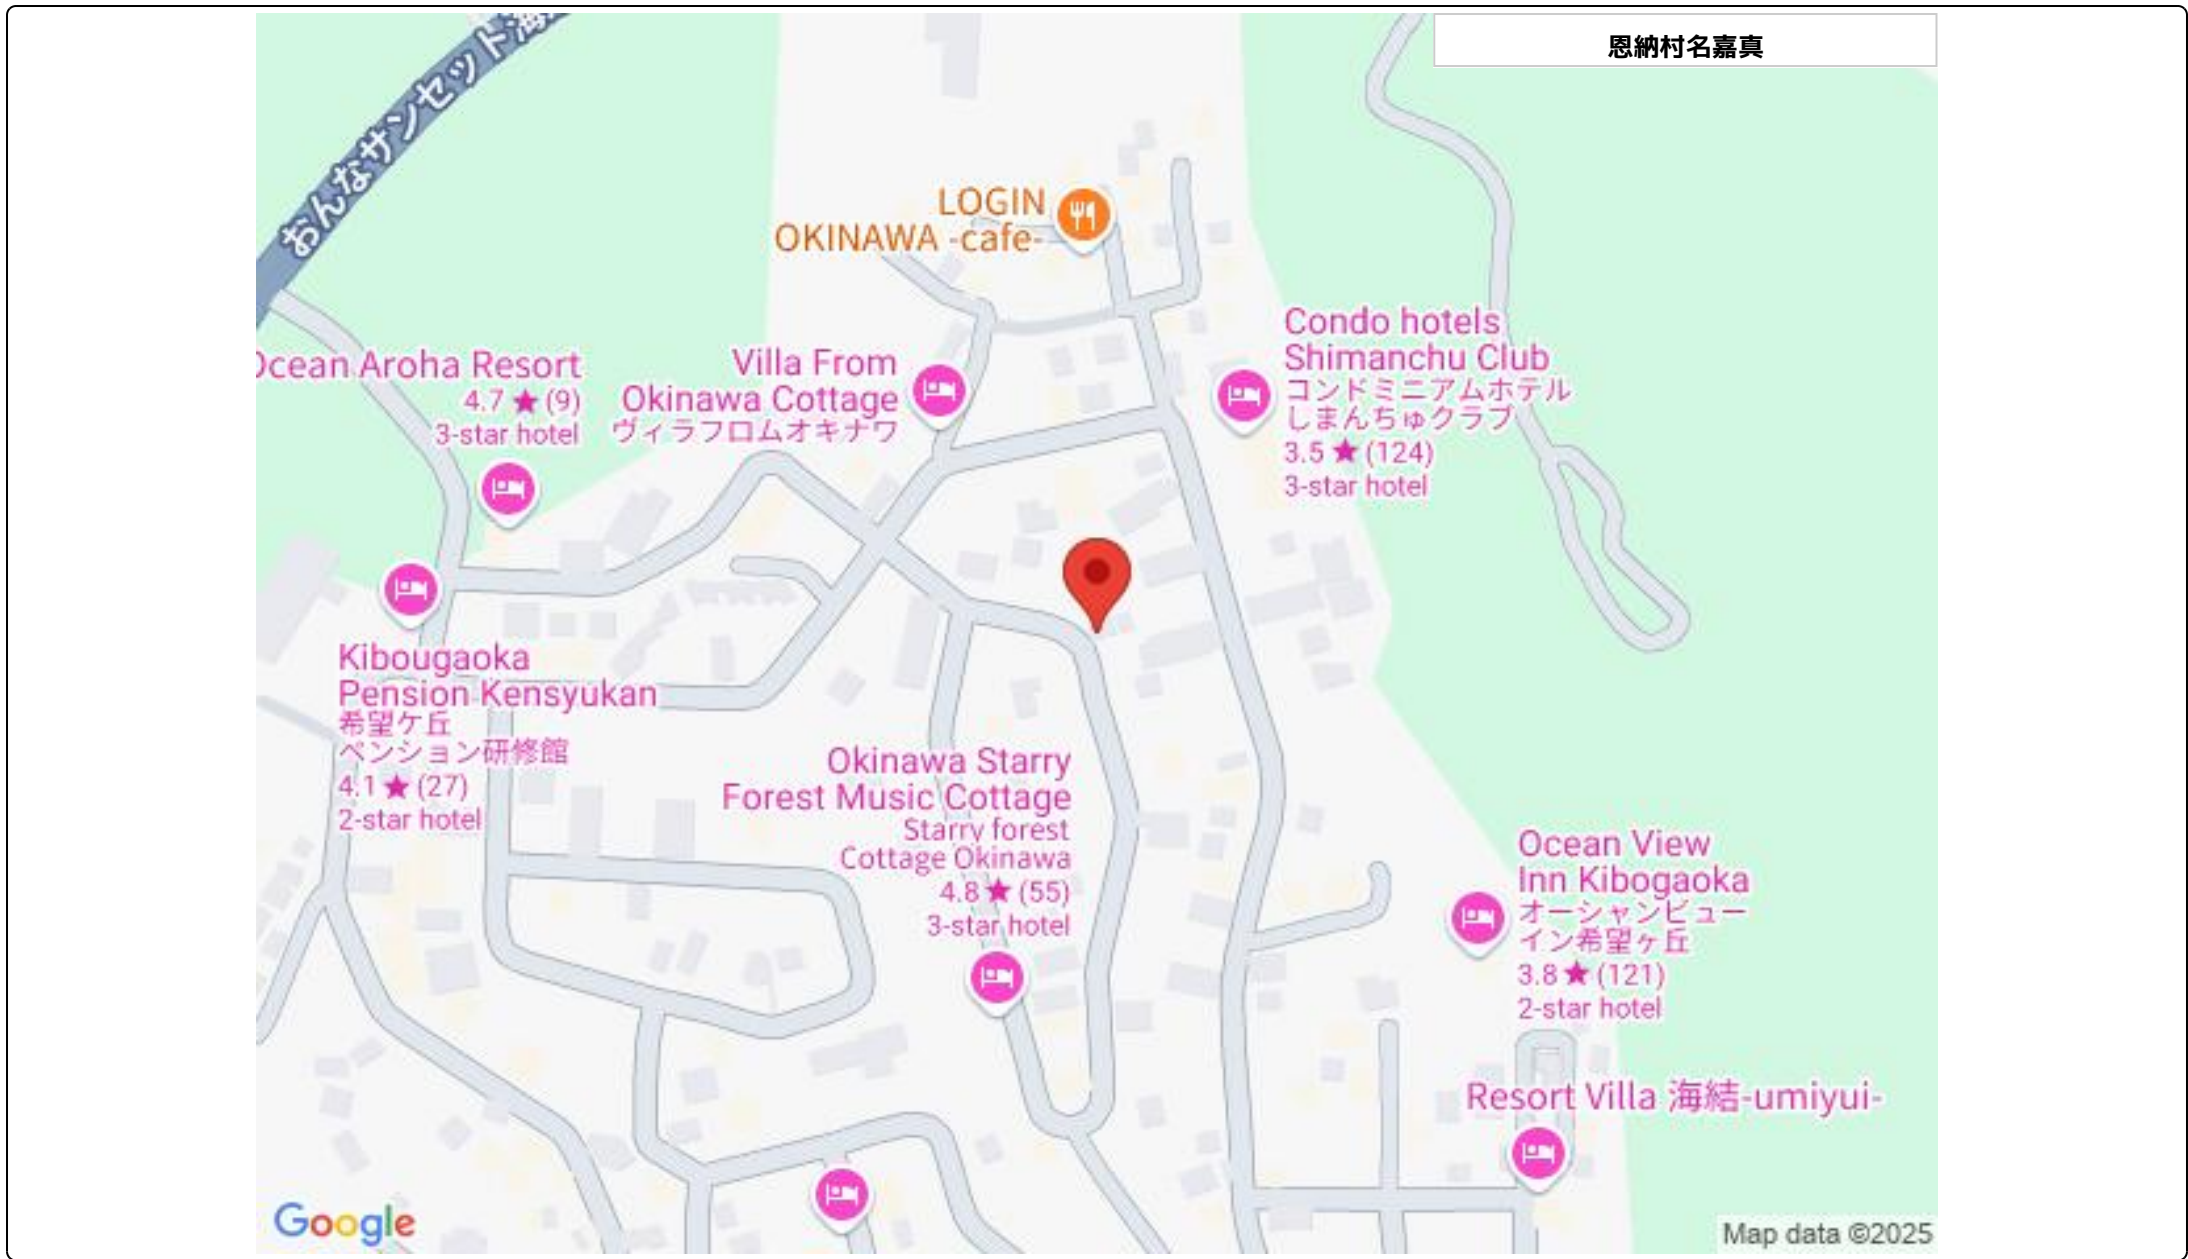 恩納村名嘉真
おんなサンセット海
LOGIN
OKINAWA -cafe-
Condo hotels
Shimanchu Club
コンドミニアムホテル
しまんちゅクラブ
3.5 ★ (124)
3-star hotel
Ocean Aroha Resort
4.7 ★ (9)
3-star hotel
Villa From
Okinawa Cottage
ヴィラフロムオキナワ
Kibougaoka
Pension Kensyukan
希望ケ丘
ペンション研修館
4.1 ★ (27)
2-star hotel
Okinawa Starry
Forest Music Cottage
Starry forest
Cottage Okinawa
4.8 ★ (55)
3-star hotel
Ocean View
Inn Kibogaoka
オーシャンビュー
イン希望ヶ丘
3.8 ★ (121)
2-star hotel
Resort Villa 海結-umiyui-
Google
Map data ©2025